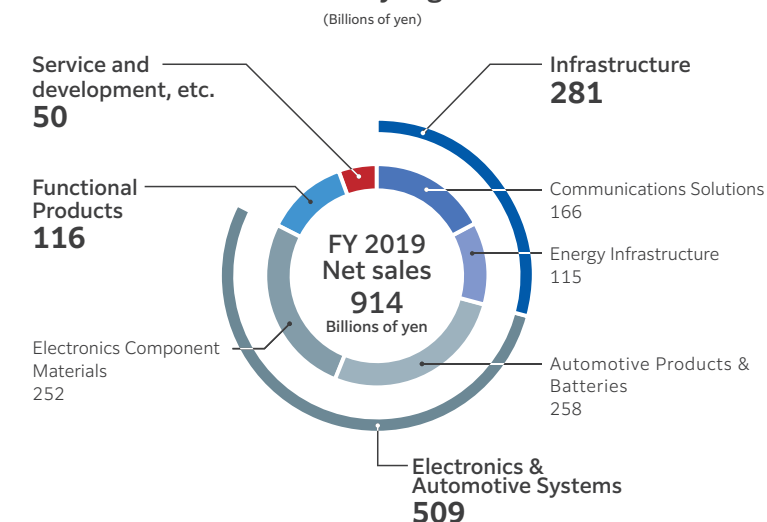 (Billions of yen)
Service and
development, etc.
50
Infrastructure
281
Functional
Products
116
Communications Solutions
166
FY 2019
Net sales
914
Billions of yen
Energy Infrastructure
115
Electronics Component
Materials
252
Automotive Products &
Batteries
258
Electronics &
Automotive Systems
509